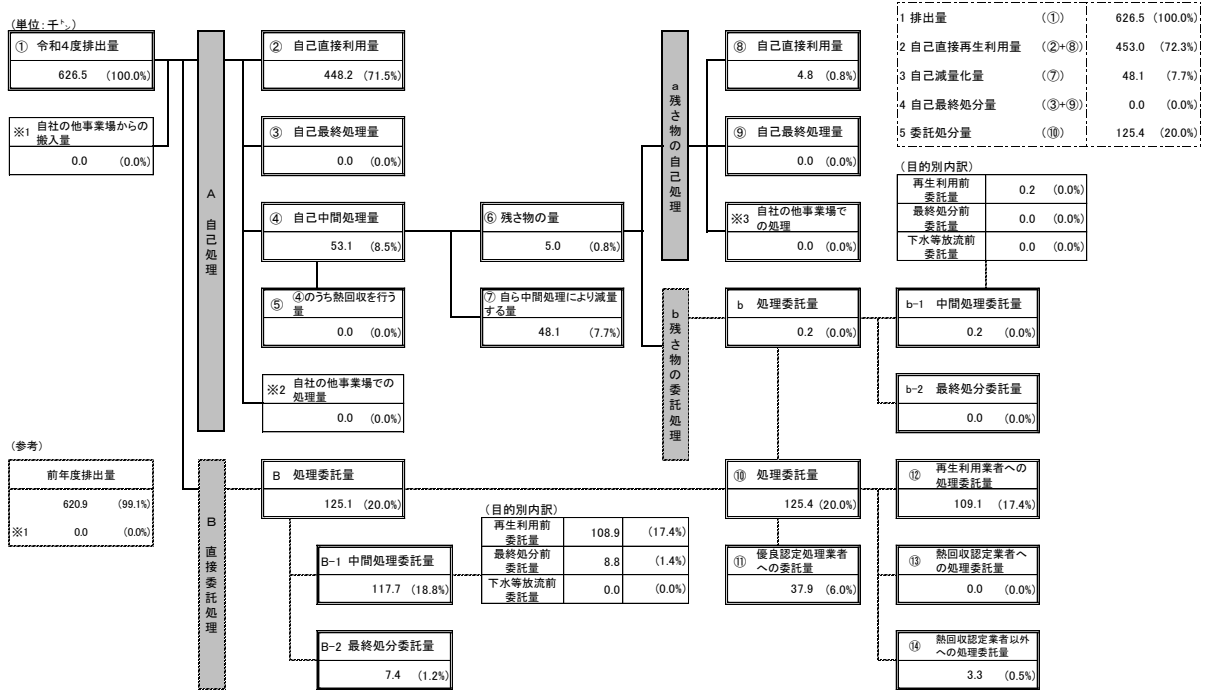 (単位:千㌧)
① 令和4度排出量
626.5 (100.0%)
※1 自社の他事業場からの
搬入量
0.0 (0.0%)
(参考)
前年度排出量
620.9 (99.1%)
※1 0.0 (0.0%)
A 自己処理
② 自己直接利用量
448.2 (71.5%)
③ 自己最終処理量
0.0 (0.0%)
④ 自己中間処理量
53.1 (8.5%)
⑤ ④のうち熱回収を行う
量
0.0 (0.0%)
※2 自社の他事業場での
処理量
0.0 (0.0%)
⑥ 残さ物の量
5.0 (0.8%)
⑦ 自ら中間処理により減量
する量
48.1 (7.7%)
a 残さ物の自己処理
⑧ 自己直接利用量
4.8 (0.8%)
⑨ 自己最終処理量
0.0 (0.0%)
※3 自社の他事業場で
の処理
0.0 (0.0%)
b 残さ物の委託処理
b 処理委託量
0.2 (0.0%)
1 排出量 (①) 626.5 (100.0%)
2 自己直接再生利用量 (②+⑧) 453.0 (72.3%)
3 自己減量化量 (⑦) 48.1 (7.7%)
4 自己最終処分量 (③+⑨) 0.0 (0.0%)
5 委託処分量 (⑩) 125.4 (20.0%)
(目的別内訳)
再生利用前
委託量 0.2 (0.0%)
最終処分前
委託量 0.0 (0.0%)
下水等放流前
委託量 0.0 (0.0%)
b-1 中間処理委託量
0.2 (0.0%)
b-2 最終処分委託量
0.0 (0.0%)
B 直接委託処理
B 処理委託量
125.1 (20.0%)
B-1 中間処理委託量
117.7 (18.8%)
B-2 最終処分委託量
7.4 (1.2%)
(目的別内訳)
再生利用前
委託量 108.9 (17.4%)
最終処分前
委託量 8.8 (1.4%)
下水等放流前
委託量 0.0 (0.0%)
⑩ 処理委託量
125.4 (20.0%)
⑪ 優良認定処理業者
への委託量
37.9 (6.0%)
⑫ 再生利用業者への
処理委託量
109.1 (17.4%)
⑬ 熱回収認定業者へ
の処理委託量
0.0 (0.0%)
⑭ 熱回収認定業者以外
への処理委託量
3.3 (0.5%)